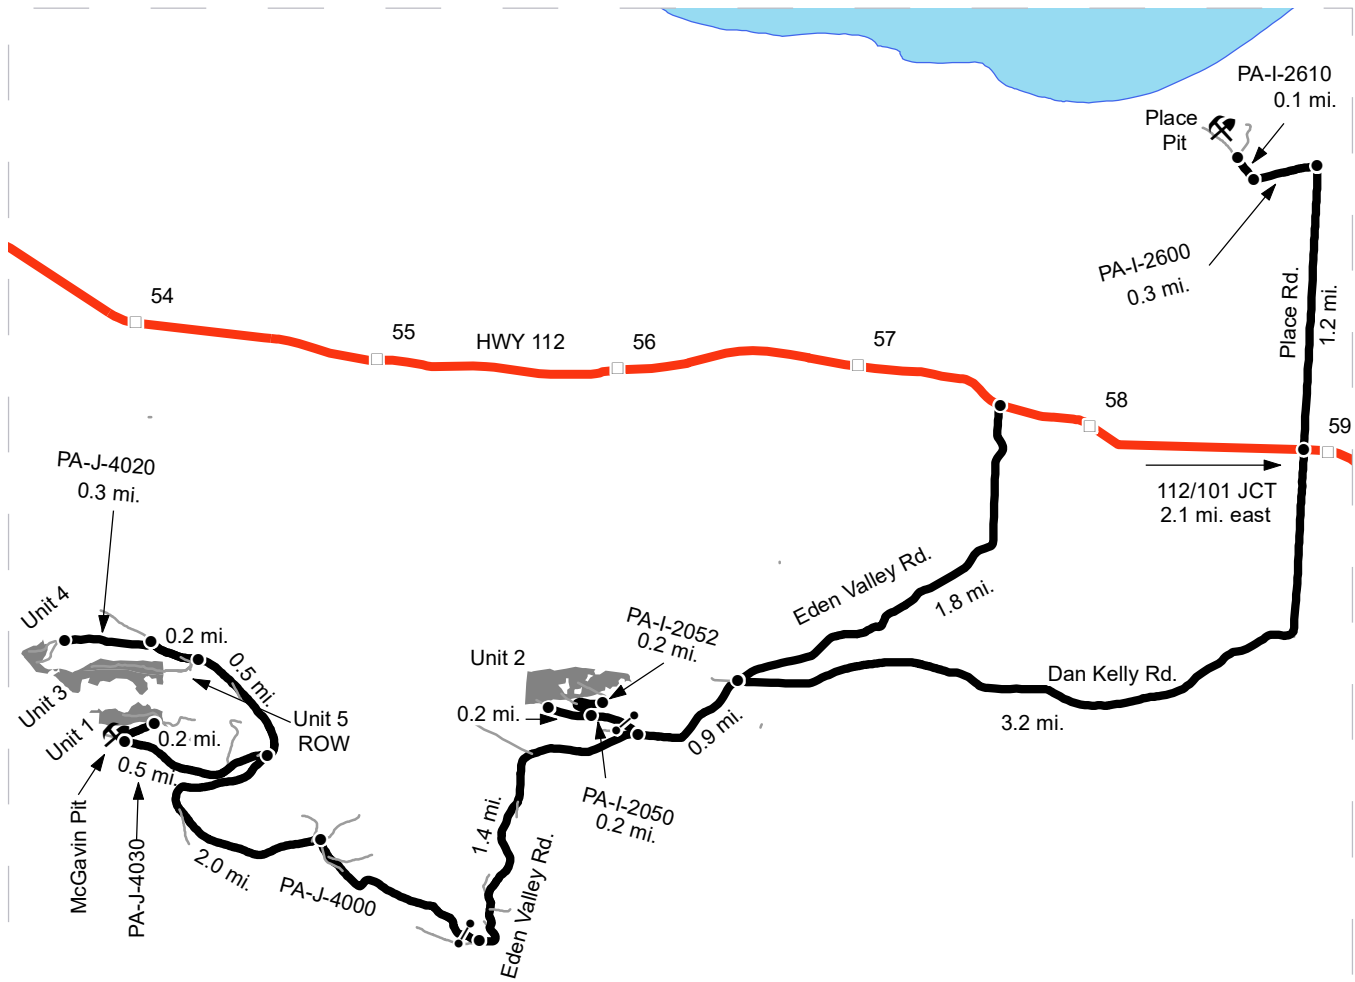 PA-I-2610
0.1 mi.
Place
Pit
PA-I-2600
0.3 mi.
54
55
HWY 112
56
57
58
59
Place Rd.
1.2 mi.
112/101 JCT
2.1 mi. east
PA-J-4020
0.3 mi.
Eden Valley Rd.
1.8 mi.
Unit 4
0.2 mi.
0.5 mi.
Unit 3
Unit 5
ROW
Unit 1
0.2 mi.
0.5 mi.
McGavin Pit
PA-J-4030
2.0 mi.
PA-J-4000
PA-I-2052
0.2 mi.
Unit 2
0.2 mi.
PA-I-2050
0.2 mi.
0.9 mi.
Dan Kelly Rd.
3.2 mi.
1.4 mi.
Eden Valley Rd.